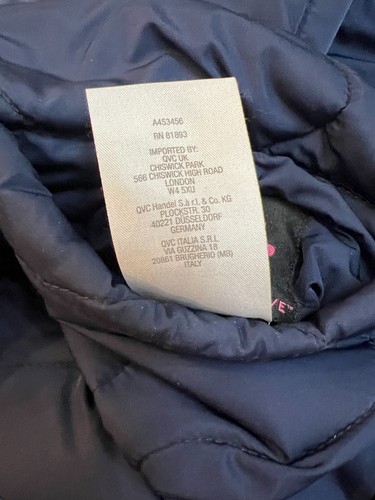 A453456
RN 81893
IMPORTED BY:
QVC UK
CHISWICK PARK
566 CHISWICK HIGH ROAD
LONDON
W4 5XU
QVC Handel S.à r.l. & Co. KG
PLOCKSTR. 30
40221 DÜSSELDORF
GERMANY
QVC ITALIA S.R.L
VIA GUZZINA 18
20861 BRUGHERIO (MB)
ITALY